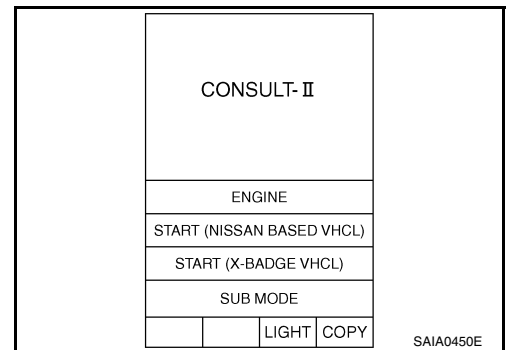 CONSULT-II
ENGINE
START (NISSAN BASED VHCL)
START (X-BADGE VHCL)
SUB MODE
LIGHT COPY
SAIA0450E